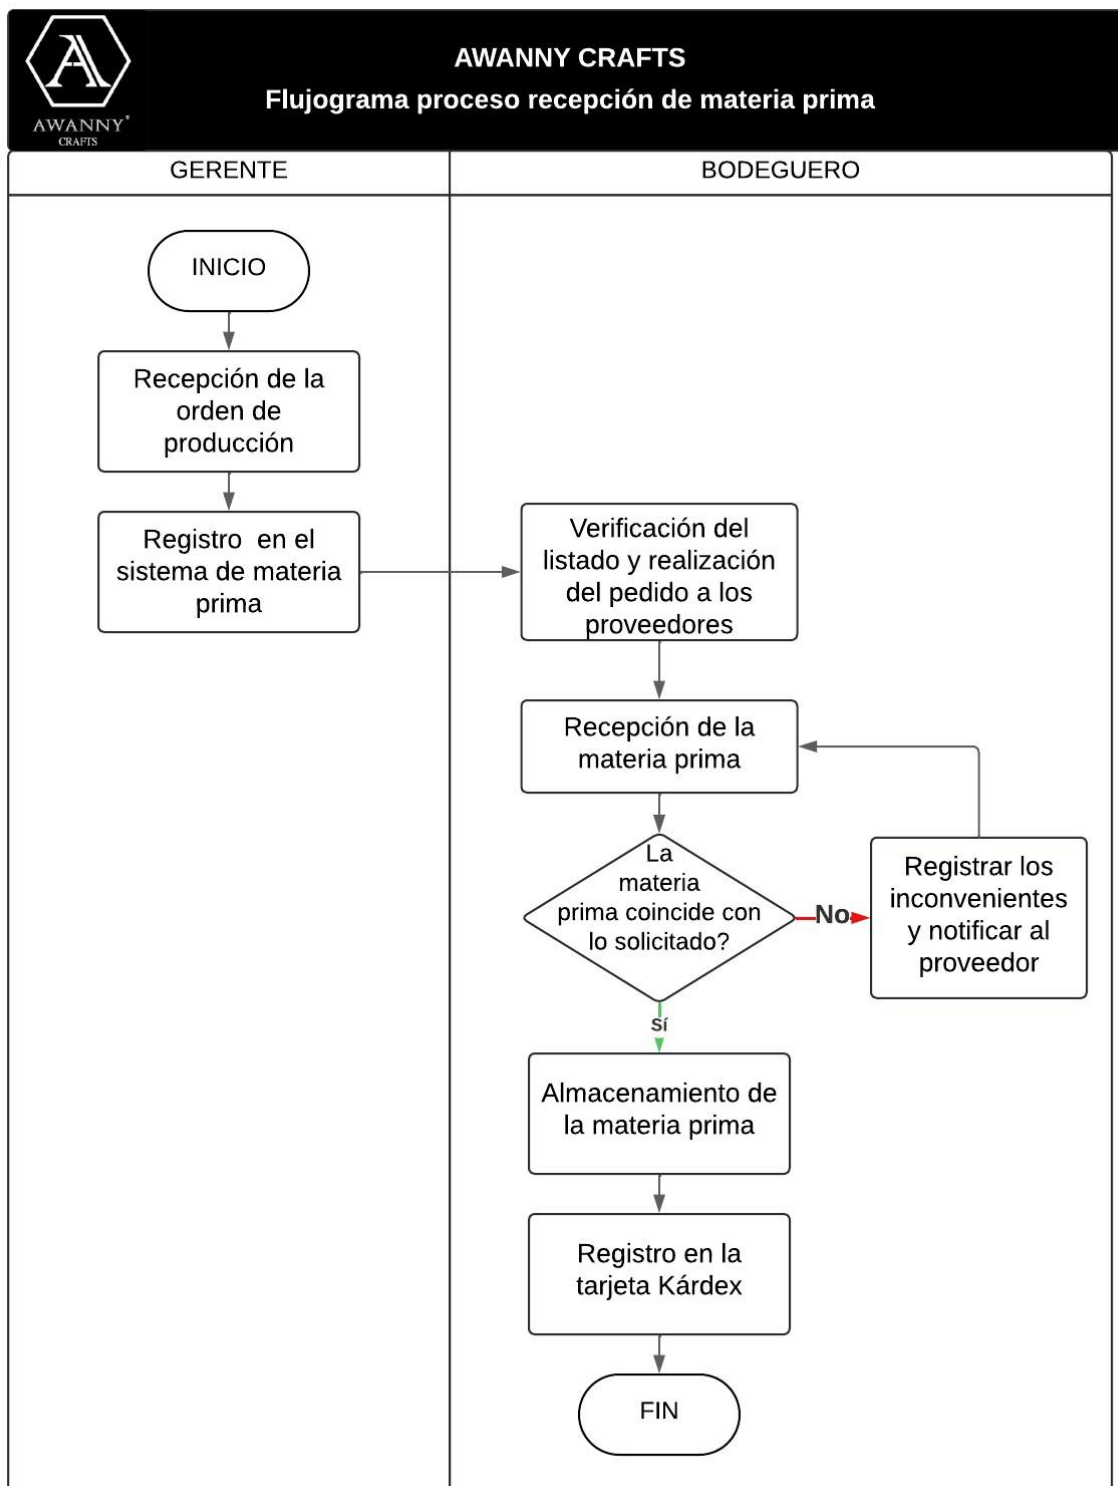 AWANNY CRAFTS
Flujograma proceso recepción de materia prima
AWANNY®
CRAFTS
GERENTE
BODEGUERO
INICIO
Recepción de la
orden de
producción
Registro en el
sistema de materia
prima
Verificación del
listado y realización
del pedido a los
proveedores
Recepción de la
materia prima
La
materia
prima coincide con
lo solicitado?
No
Registrar los
inconvenientes
y notificar al
proveedor
Sí
Almacenamiento de
la materia prima
Registro en la
tarjeta Kárdex
FIN